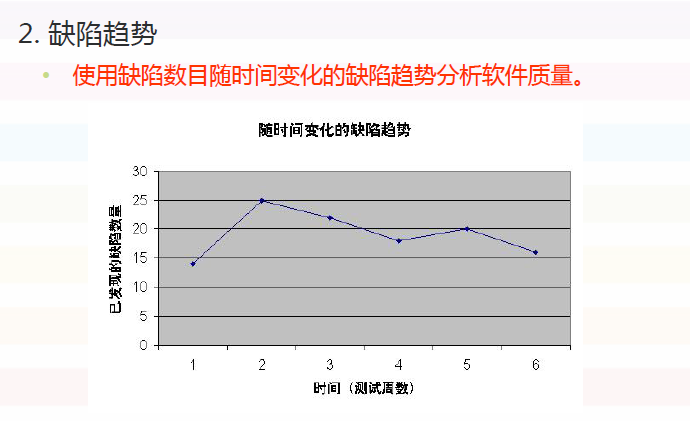 2. 缺陷趋势
• 使用缺陷数目随时间变化的缺陷趋势分析软件质量。
随时间变化的缺陷趋势
已发现的缺陷数量
30
25
20
15
10
5
0
1 2 3 4 5 6
时间（测试周数）